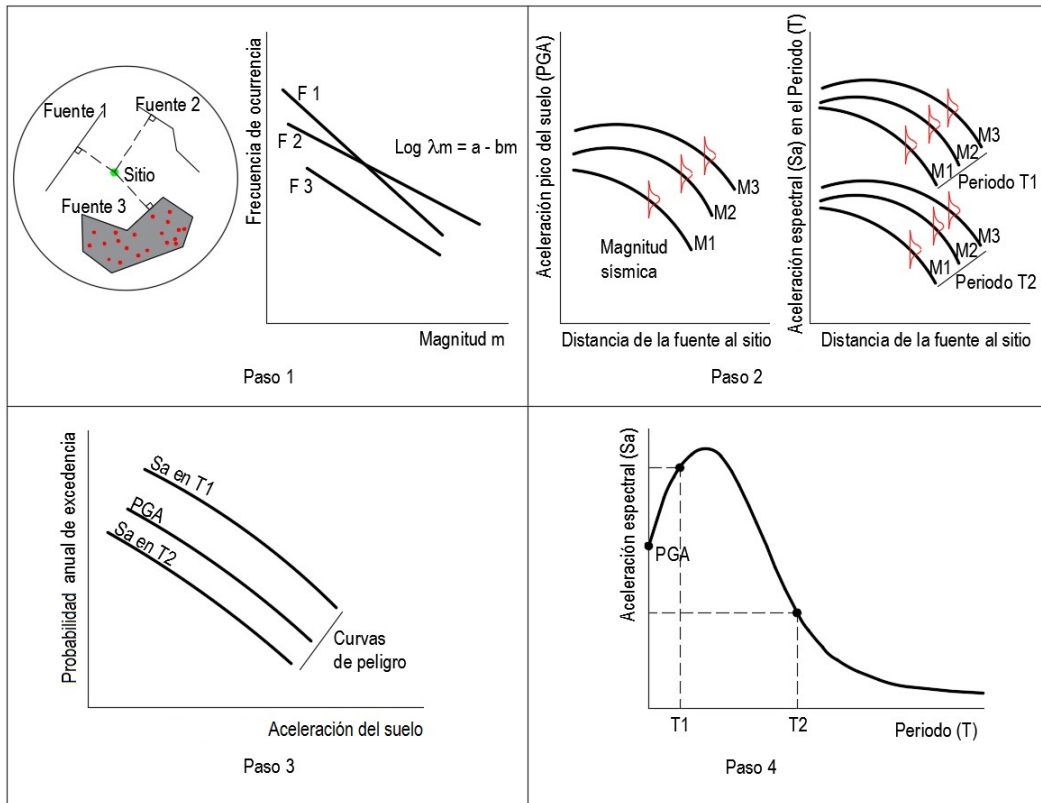 Fuente 1
Fuente 2
Sitio
Fuente 3
Frecuencia de ocurrencia
F 1
F 2
F 3
Log λm = a - bm
Magnitud m
Paso 1
Aceleración pico del suelo (PGA)
M3
M2
M1
Magnitud
sísmica
Distancia de la fuente al sitio
Aceleración espectral (Sa) en el Periodo (T)
M3
M2
M1
Periodo T1
M3
M2
M1
Periodo T2
Distancia de la fuente al sitio
Paso 2
Probabilidad anual de excedencia
Sa en T1
PGA
Sa en T2
Curvas
de peligro
Aceleración del suelo
Paso 3
Aceleración espectral (Sa)
PGA
T1
T2
Periodo (T)
Paso 4